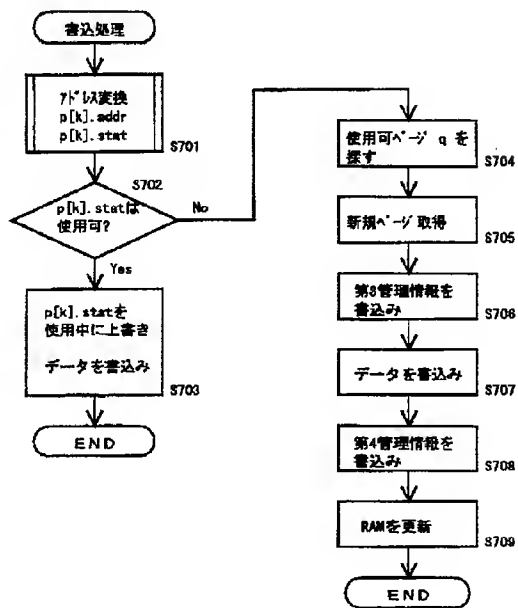 書込処理
アドレス変換
p[k].addr
p[k].stat
S701
S702
p[k].statは
使用可?
No
Yes
p[k].statを
使用中に上書き
データを書込み
S703
END
使用可ページ q を
探す
S704
新規ページ取得
S705
第3管理情報を
書込み
S706
データを書込み
S707
第4管理情報を
書込み
S708
RAMを更新
S709
END